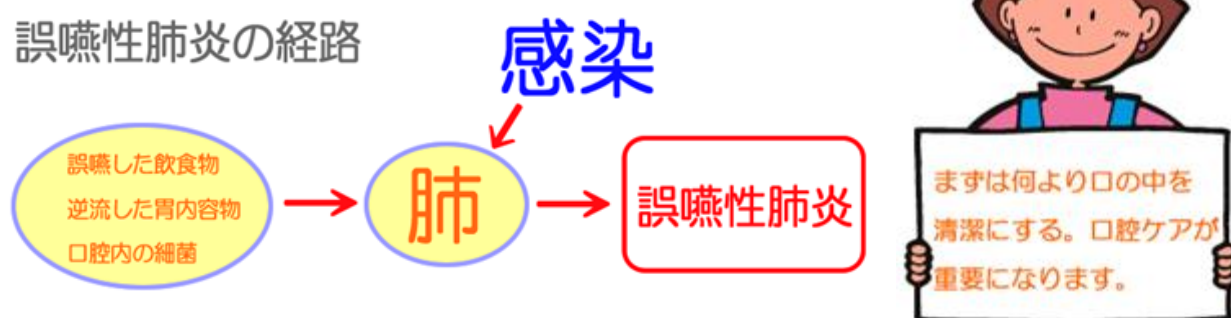 誤嚥性肺炎の経路
感染
誤嚥した飲食物
逆流した胃内容物
口腔内の細菌
肺
誤嚥性肺炎
まずは何より口の中を
清潔にする。口腔ケアが
重要になります。